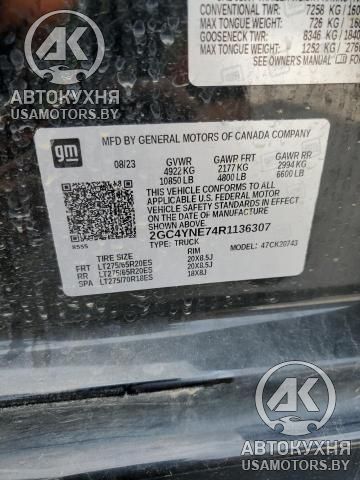 CONVENTIONAL TWR: 7258 KG
MAX TONGUE WEIGHT: 726 KG
GOOSENECK TWR: 8346 KG
MAX TONGUE WEIGHT: 1252 KG
SEE OWNER'S MANUAL FOR
AK
АВТОКУХНЯ
USAMOTORS.BY
gm
MFD BY GENERAL MOTORS OF CANADA COMPANY
08/23 GVWR GAWR FRT GAWR RR
4922 KG 2177 KG 2994 KG
10850 LB 4800 LB 6600 LB
THIS VEHICLE CONFORMS TO ALL APPLICABLE U.S. FEDERAL MOTOR VEHICLE SAFETY STANDARDS IN EFFECT ON THE DATE OF MANUFACTURE SHOWN ABOVE.
2GC4YNE74R1136307
TYPE: TRUCK 47CK20743
TIRE SIZE RIM
FRT LT275/65R20ES 20X8.5J
RR LT275/65R20ES 20X8.5J
SPA LT275/70R18ES 18X8J
AK
АВТОКУХНЯ
USAMOTORS.BY